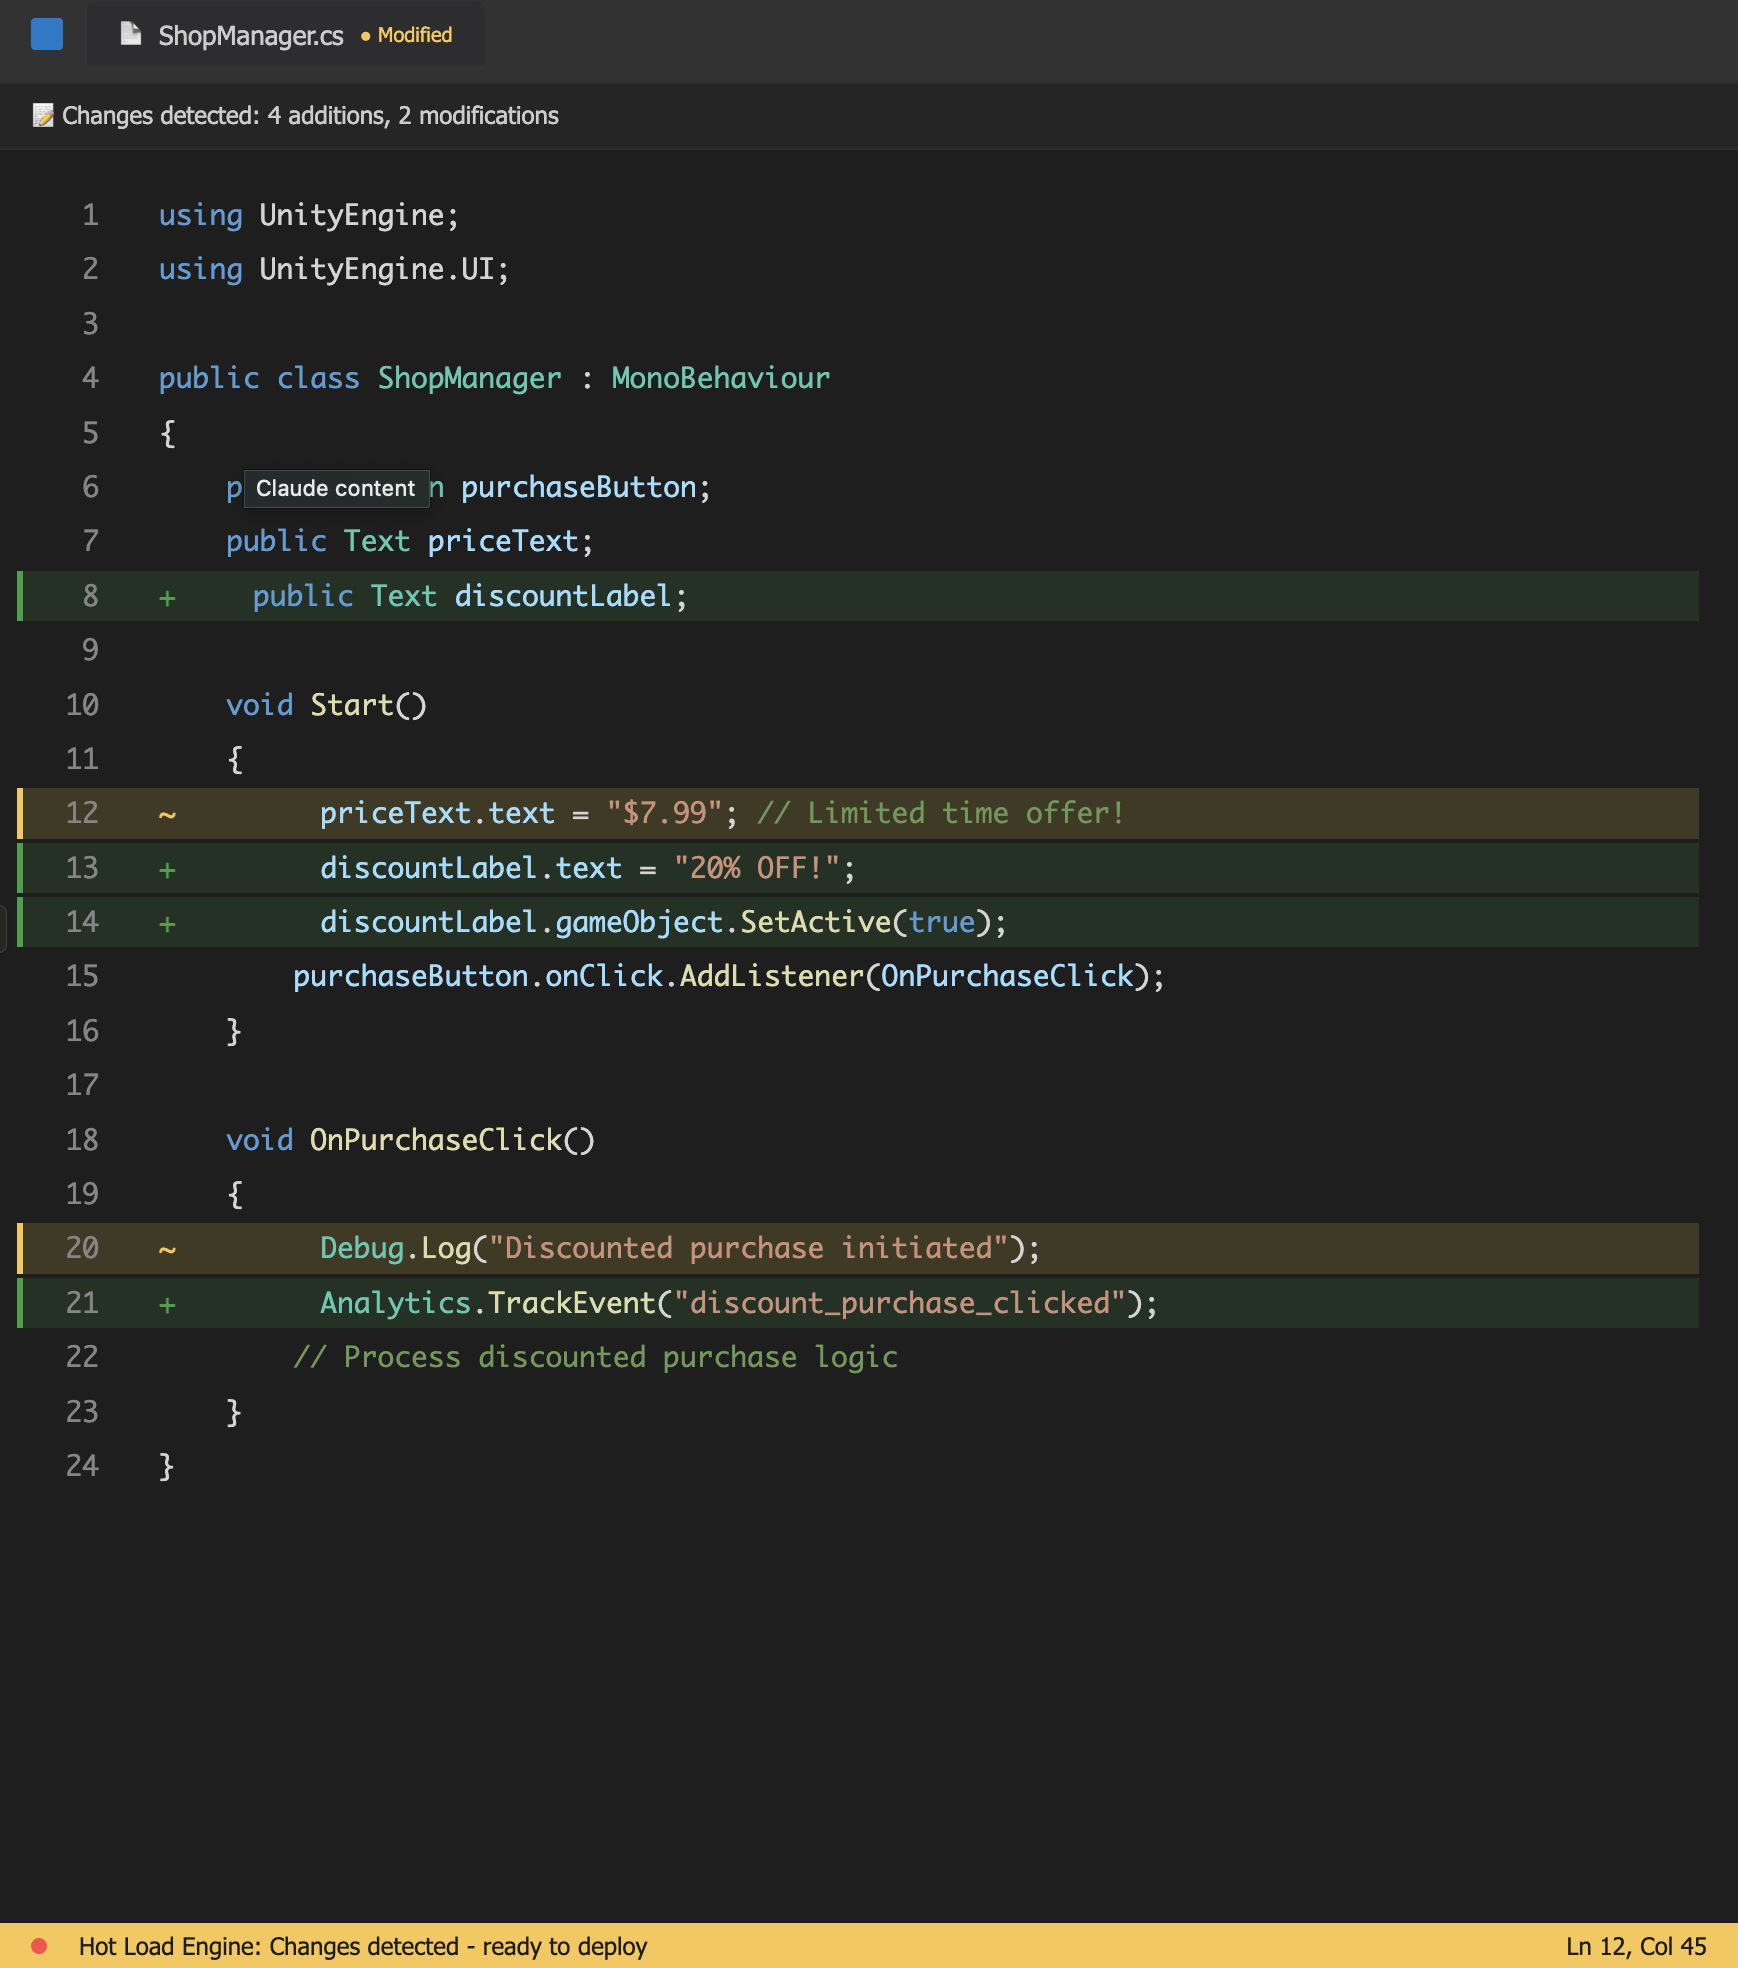 ShopManager.cs ● Modified
Changes detected: 4 additions, 2 modifications
1 using UnityEngine;
2 using UnityEngine.UI;
3
4 public class ShopManager : MonoBehaviour
5 {
6 p Claude content n purchaseButton;
7 public Text priceText;
8 + public Text discountLabel;
9
10 void Start()
11 {
12 ~ priceText.text = "$7.99"; // Limited time offer!
13 + discountLabel.text = "20% OFF!";
14 + discountLabel.gameObject.SetActive(true);
15 purchaseButton.onClick.AddListener(OnPurchaseClick);
16 }
17
18 void OnPurchaseClick()
19 {
20 ~ Debug.Log("Discounted purchase initiated");
21 + Analytics.TrackEvent("discount_purchase_clicked");
22 // Process discounted purchase logic
23 }
24 }
Hot Load Engine: Changes detected - ready to deploy
Ln 12, Col 45